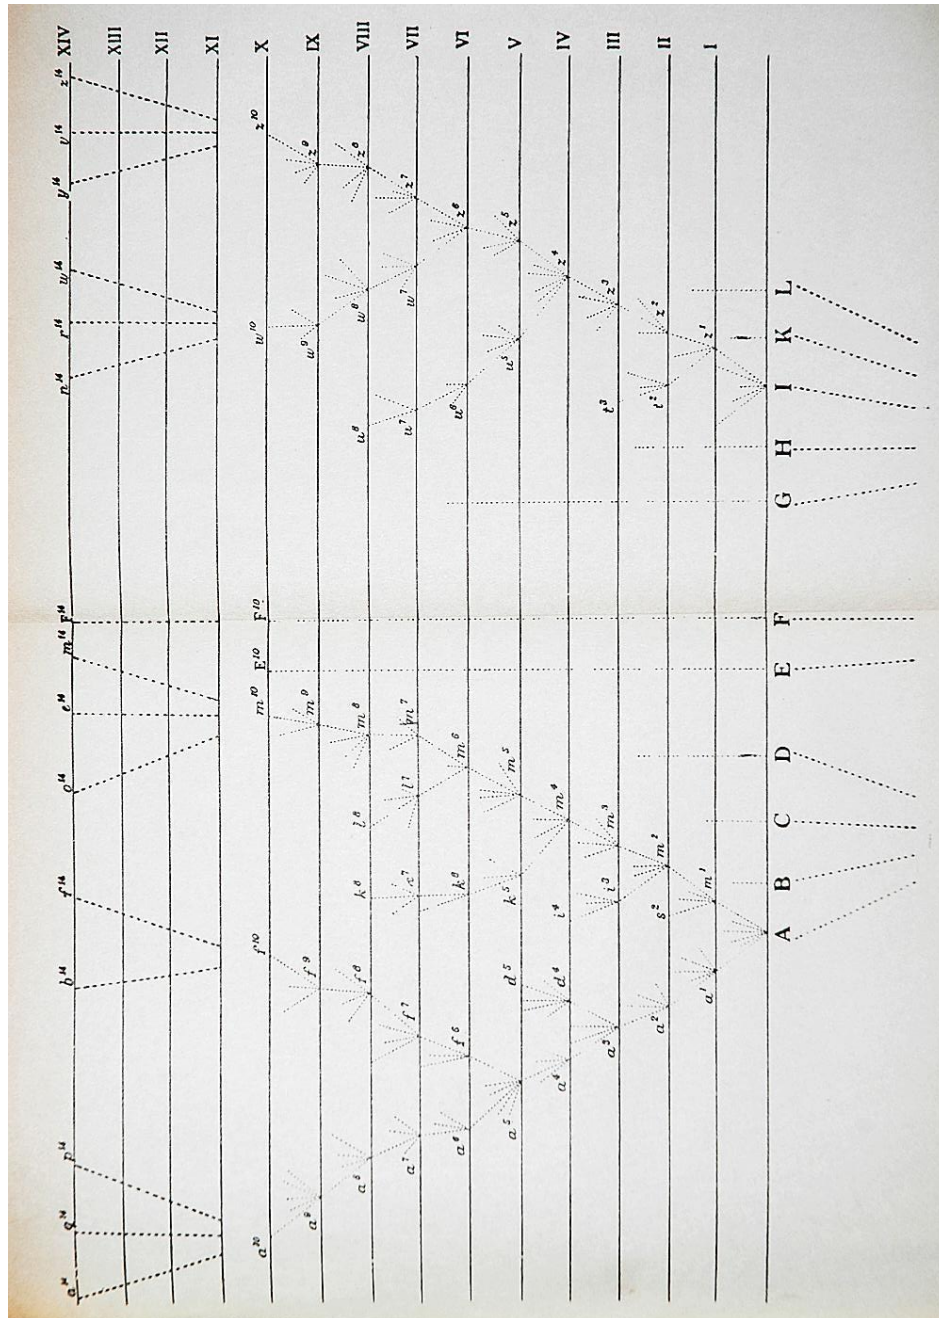 a¹⁴ q¹⁴ p¹⁴ b¹⁴ f¹⁴ o¹⁴ e¹⁴ m¹⁴ F¹⁴ n¹⁴ r¹⁴ w¹⁴ y¹⁴ v¹⁴ z¹⁴ XIV
XIII
XII
XI
a¹⁰ f¹⁰ m¹⁰ E¹⁰ F¹⁰ w¹⁰ z¹⁰ X
a⁹ f⁹ m⁹ w⁹ z⁹ IX
a⁸ f⁸ k⁸ l⁸ m⁸ u⁸ w⁸ z⁸ VIII
a⁷ f⁷ k⁷ l⁷ m⁷ u⁷ w⁷ z⁷ VII
a⁶ f⁶ k⁶ m⁶ u⁶ z⁶ VI
a⁵ d⁵ k⁵ m⁵ u⁵ z⁵ V
a⁴ d⁴ i⁴ m⁴ z⁴ IV
a³ i³ m³ t³ z³ III
a² s² m² t² z² II
a¹ m¹ z¹ I
A B C D E F G H I K L